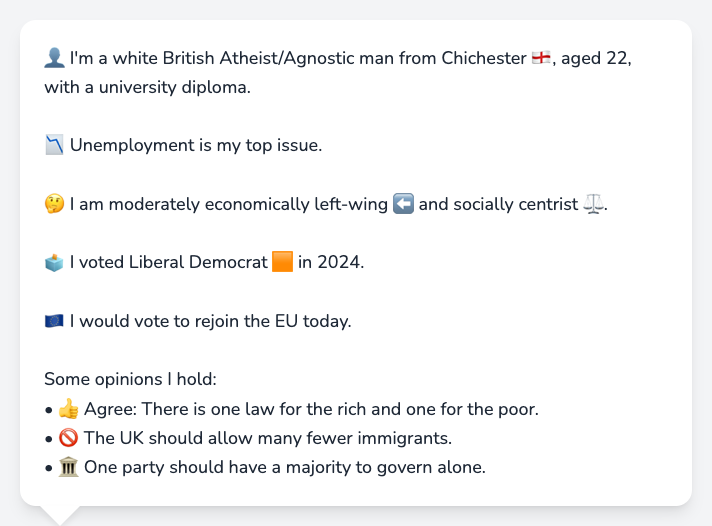 👤 I'm a white British Atheist/Agnostic man from Chichester 🏴󠁧󠁢󠁥󠁮󠁧󠁿, aged 22,
with a university diploma.
📉 Unemployment is my top issue.
🤔 I am moderately economically left-wing ⬅️ and socially centrist ⚖️.
🗳️ I voted Liberal Democrat 🟧 in 2024.
🇪🇺 I would vote to rejoin the EU today.
Some opinions I hold:
• 👍 Agree: There is one law for the rich and one for the poor.
• 🚫 The UK should allow many fewer immigrants.
• 🏛️ One party should have a majority to govern alone.